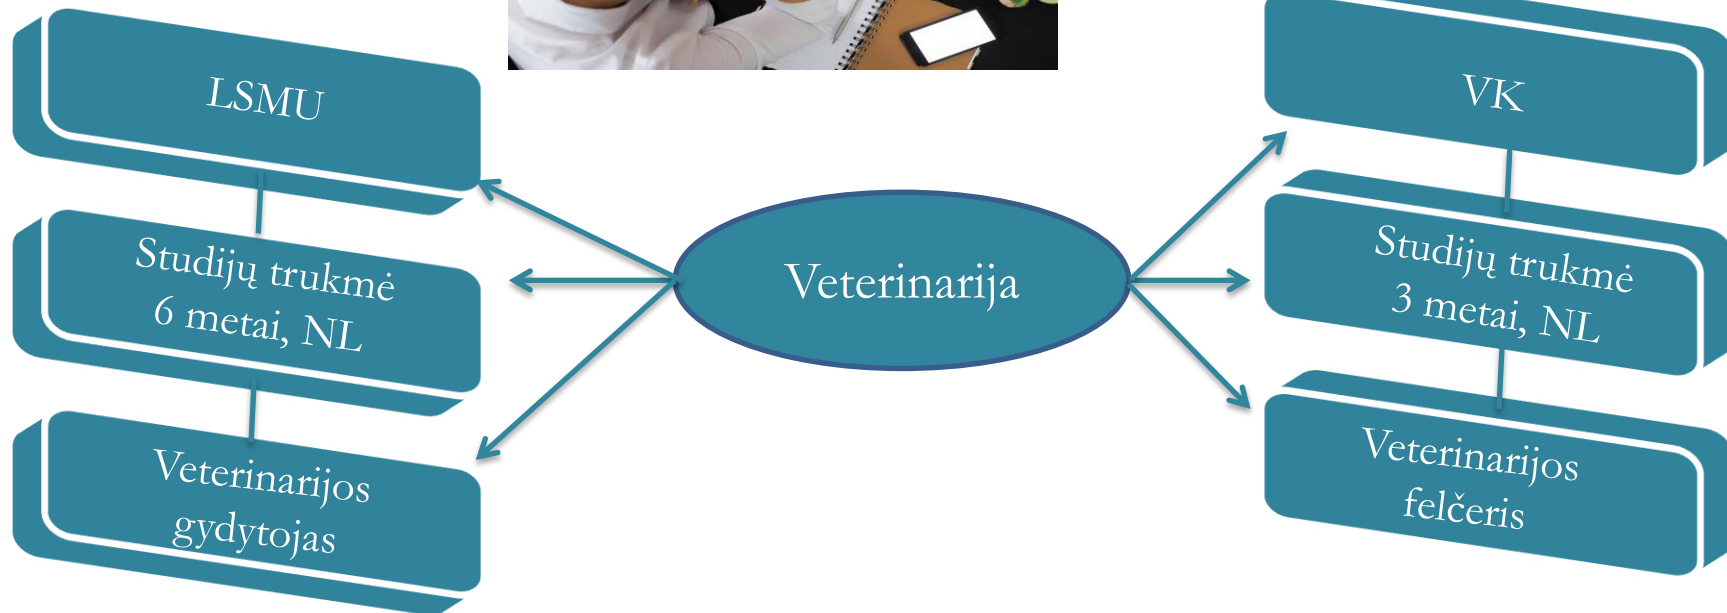 LSMU
Studijų trukmė
6 metai, NL
Veterinarijos
gydytojas
Veterinarija
VK
Studijų trukmė
3 metai, NL
Veterinarijos
felčeris